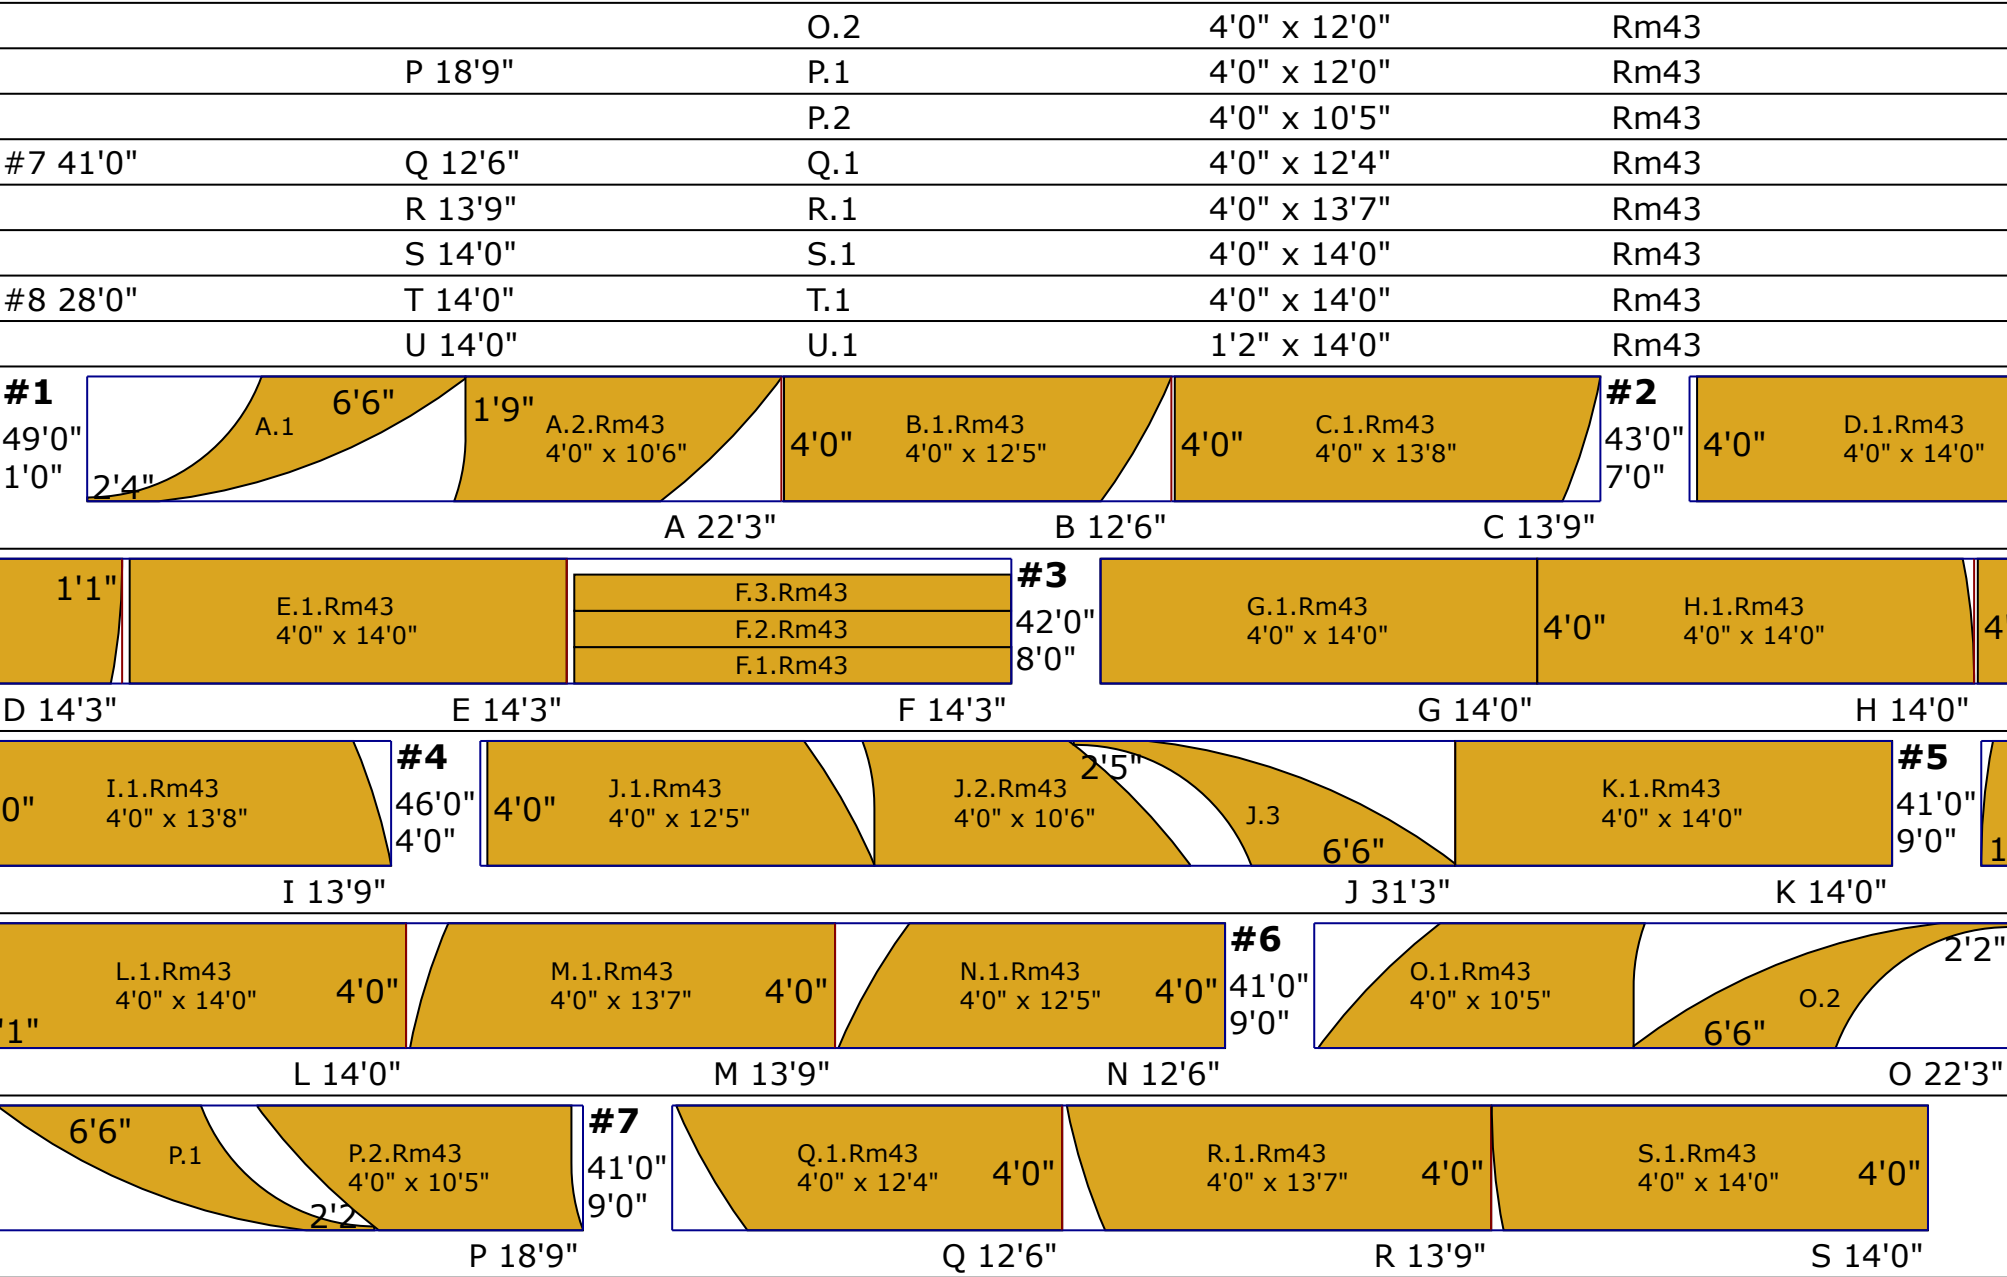 O.2 4'0" x 12'0" Rm43
P 18'9" P.1 4'0" x 12'0" Rm43
P.2 4'0" x 10'5" Rm43
#7 41'0" Q 12'6" Q.1 4'0" x 12'4" Rm43
R 13'9" R.1 4'0" x 13'7" Rm43
S 14'0" S.1 4'0" x 14'0" Rm43
#8 28'0" T 14'0" T.1 4'0" x 14'0" Rm43
U 14'0" U.1 1'2" x 14'0" Rm43
#1 6'6" 1'9" #2
A.1 A.2.Rm43 B.1.Rm43 C.1.Rm43 D.1.Rm43
49'0" 4'0" 4'0" 43'0" 4'0"
4'0" x 10'6" 4'0" x 12'5" 4'0" x 13'8" 4'0" x 14'0"
1'0" 2'4" 7'0"
A 22'3" B 12'6" C 13'9"
1'1" F.3.Rm43 #3
E.1.Rm43 G.1.Rm43 H.1.Rm43
F.2.Rm43 42'0" 4'0" 4'
4'0" x 14'0" 4'0" x 14'0" 4'0" x 14'0"
F.1.Rm43 8'0"
D 14'3" E 14'3" F 14'3" G 14'0" H 14'0"
#4 2'5" #5
I.1.Rm43 J.1.Rm43 J.2.Rm43 K.1.Rm43
0" 46'0" 4'0" J.3 41'0"
4'0" x 13'8" 4'0" x 12'5" 4'0" x 10'6" 4'0" x 14'0"
4'0" 6'6" 9'0" 1
I 13'9" J 31'3" K 14'0"
#6 2'2"
L.1.Rm43 M.1.Rm43 N.1.Rm43 O.1.Rm43
4'0" 4'0" 4'0" 41'0" O.2
4'0" x 14'0" 4'0" x 13'7" 4'0" x 12'5" 4'0" x 10'5"
'1" 9'0" 6'6"
L 14'0" M 13'9" N 12'6" O 22'3"
6'6" #7
P.1 P.2.Rm43 Q.1.Rm43 R.1.Rm43 S.1.Rm43
41'0" 4'0" 4'0" 4'0"
4'0" x 10'5" 4'0" x 12'4" 4'0" x 13'7" 4'0" x 14'0"
2'2 9'0"
P 18'9" Q 12'6" R 13'9" S 14'0"